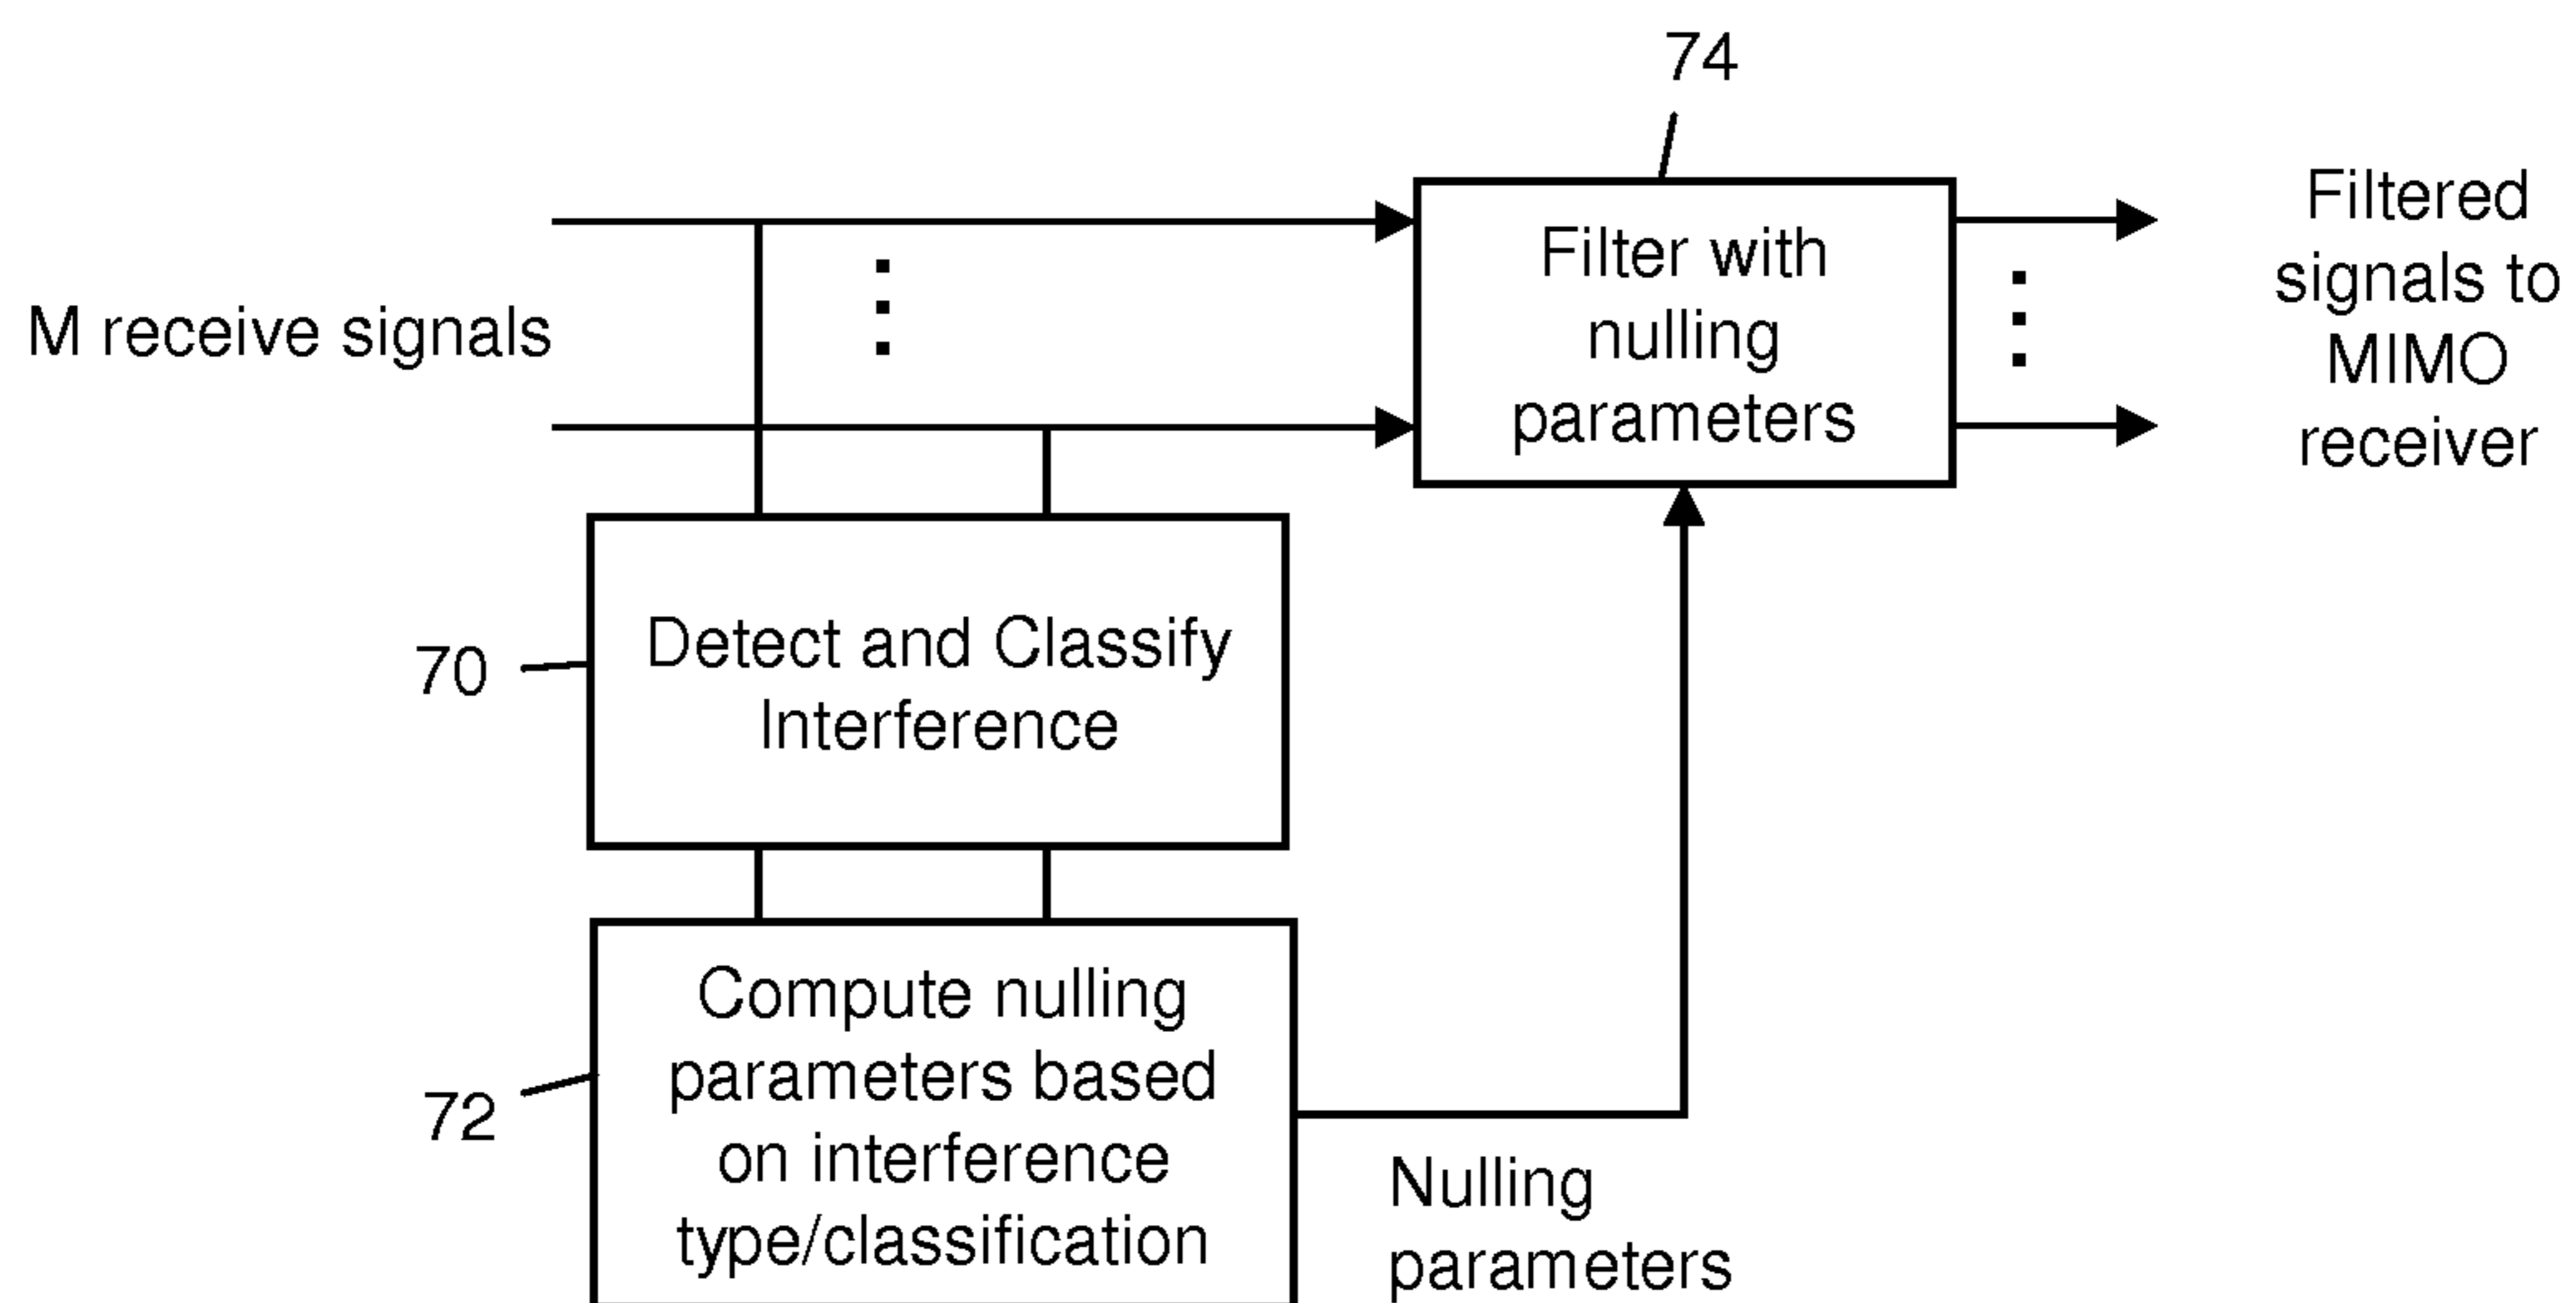 74
M receive signals
Filter with
nulling
parameters
Filtered
signals to
MIMO
receiver
70
Detect and Classify
Interference
72
Compute nulling
parameters based
on interference
type/classification
Nulling
parameters